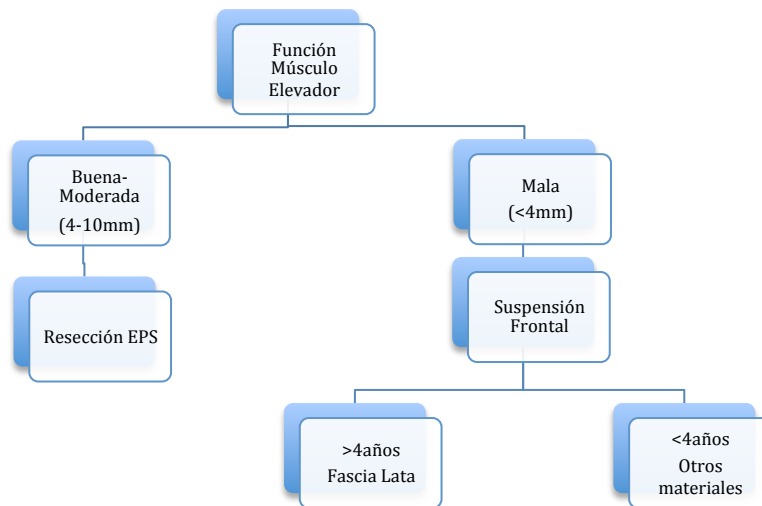 Función
Músculo
Elevador
Buena-
Moderada
(4-10mm)
Mala
(<4mm)
Resección EPS
Suspensión
Frontal
>4años
Fascia Lata
<4años
Otros
materiales